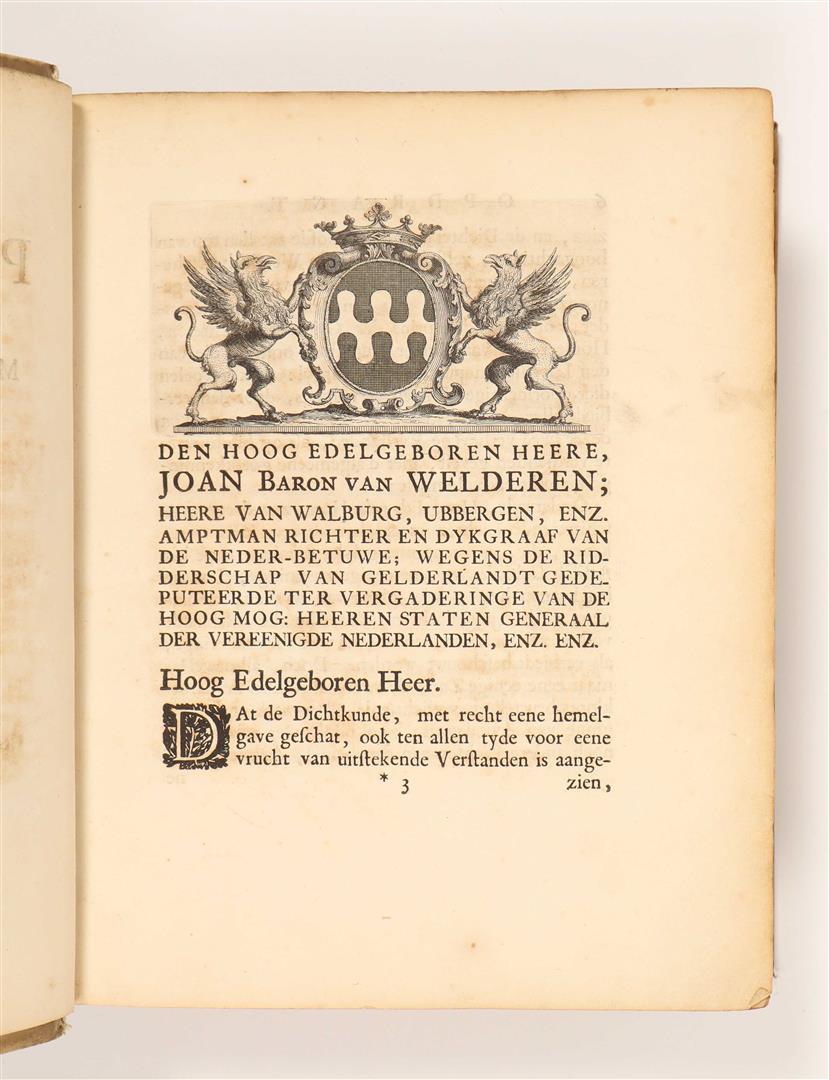 DEN HOOG EDELGEBOREN HEERE,
JOAN BARON VAN WELDEREN;
HEERE VAN WALBURG, UBBERGEN, ENZ.
AMPTMAN RICHTER EN DYKGRAAF VAN
DE NEDER-BETUWE; WEGENS DE RID-
DERSCHAP VAN GELDERLANDT GEDE-
PUTEERDE TER VERGADERINGE VAN DE
HOOG MOG: HEEREN STATEN GENERAAL
DER VEREENIGDE NEDERLANDEN, ENZ. ENZ.
Hoog Edelgeboren Heer.
DAt de Dichtkunde, met recht eene hemel-
gave geſchat, ook ten allen tyde voor eene
vrucht van uitſtekende Verſtanden is aange-
* 3 zien,